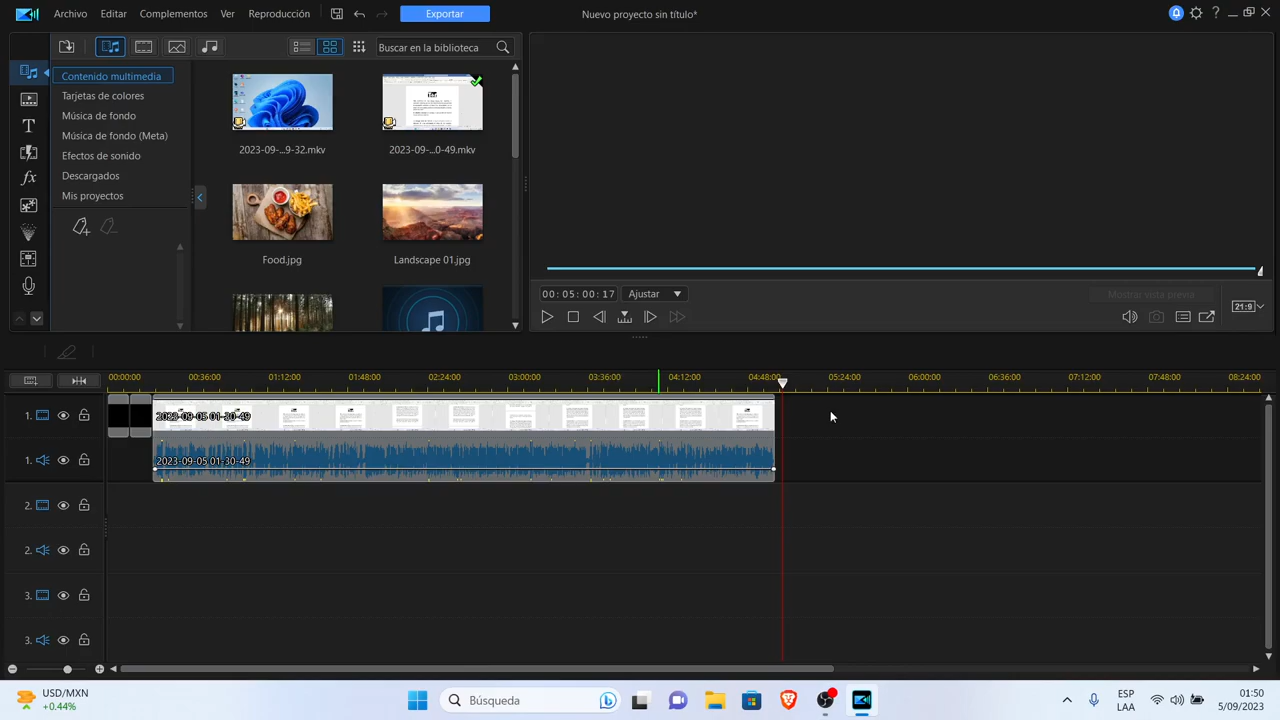 Archivo Editar Complementos Ver Reproducción Exportar Nuevo proyecto sin título*
Buscar en la biblioteca
Contenido multimedia
Tarjetas de colores
de fondo
Música de fondo (Meta)
Efectos de sonido
Descargados
Mis proyectos
2023-09-...9-32.mkv
2023-09-...0-49.mkv
Food.jpg
Landscape 01.jpg
00:05:00:17 Ajustar Mostrar vista previa
21:9
00:00:00 00:36:00 01:12:00 01:48:00 02:24:00 03:00:00 03:36:00 04:12:00 04:48:00 05:24:00 06:00:00 06:36:00 07:12:00 07:48:00 08:24:00
1.
2023-09-05 01-30-49
1.
2023-09-05 01-30-49
2.
2.
3.
3.
USD/MXN
+0.44%
Búsqueda
ESP
LAA
01:50
5/09/2023